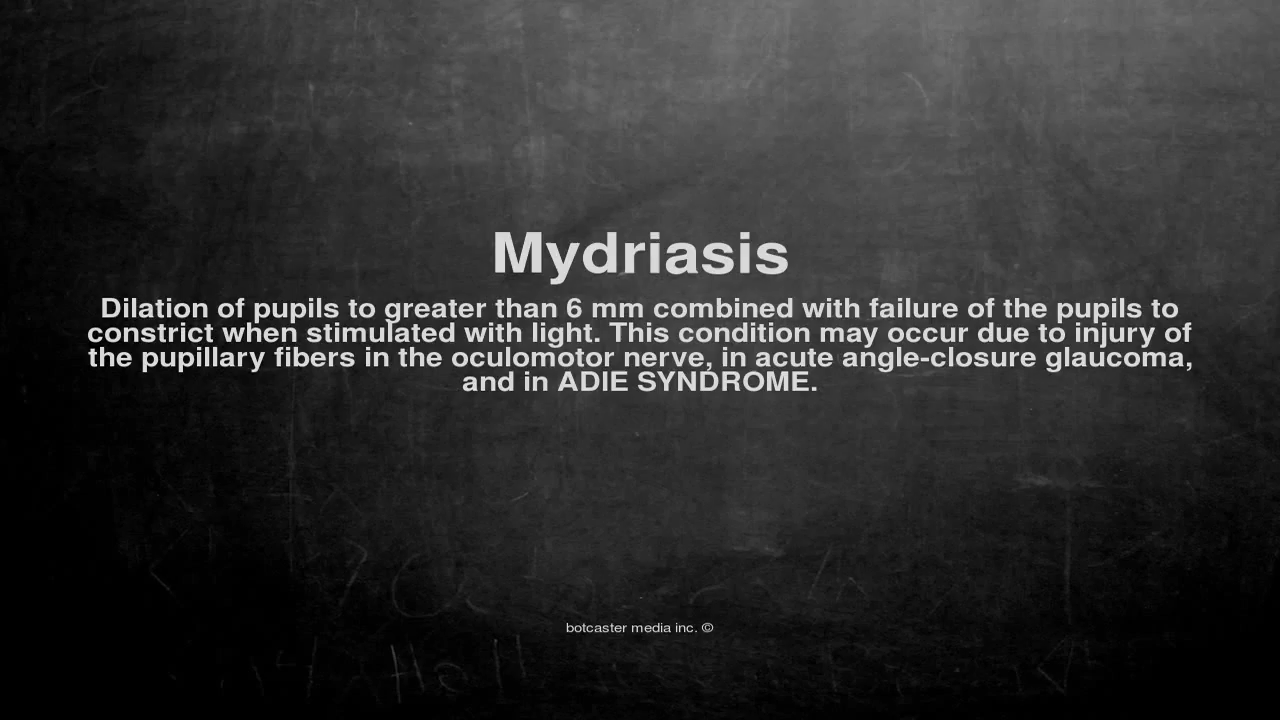 Mydriasis
Dilation of pupils to greater than 6 mm combined with failure of the pupils to
constrict when stimulated with light. This condition may occur due to injury of
the pupillary fibers in the oculomotor nerve, in acute angle-closure glaucoma,
and in ADIE SYNDROME.
botcaster media inc. ©